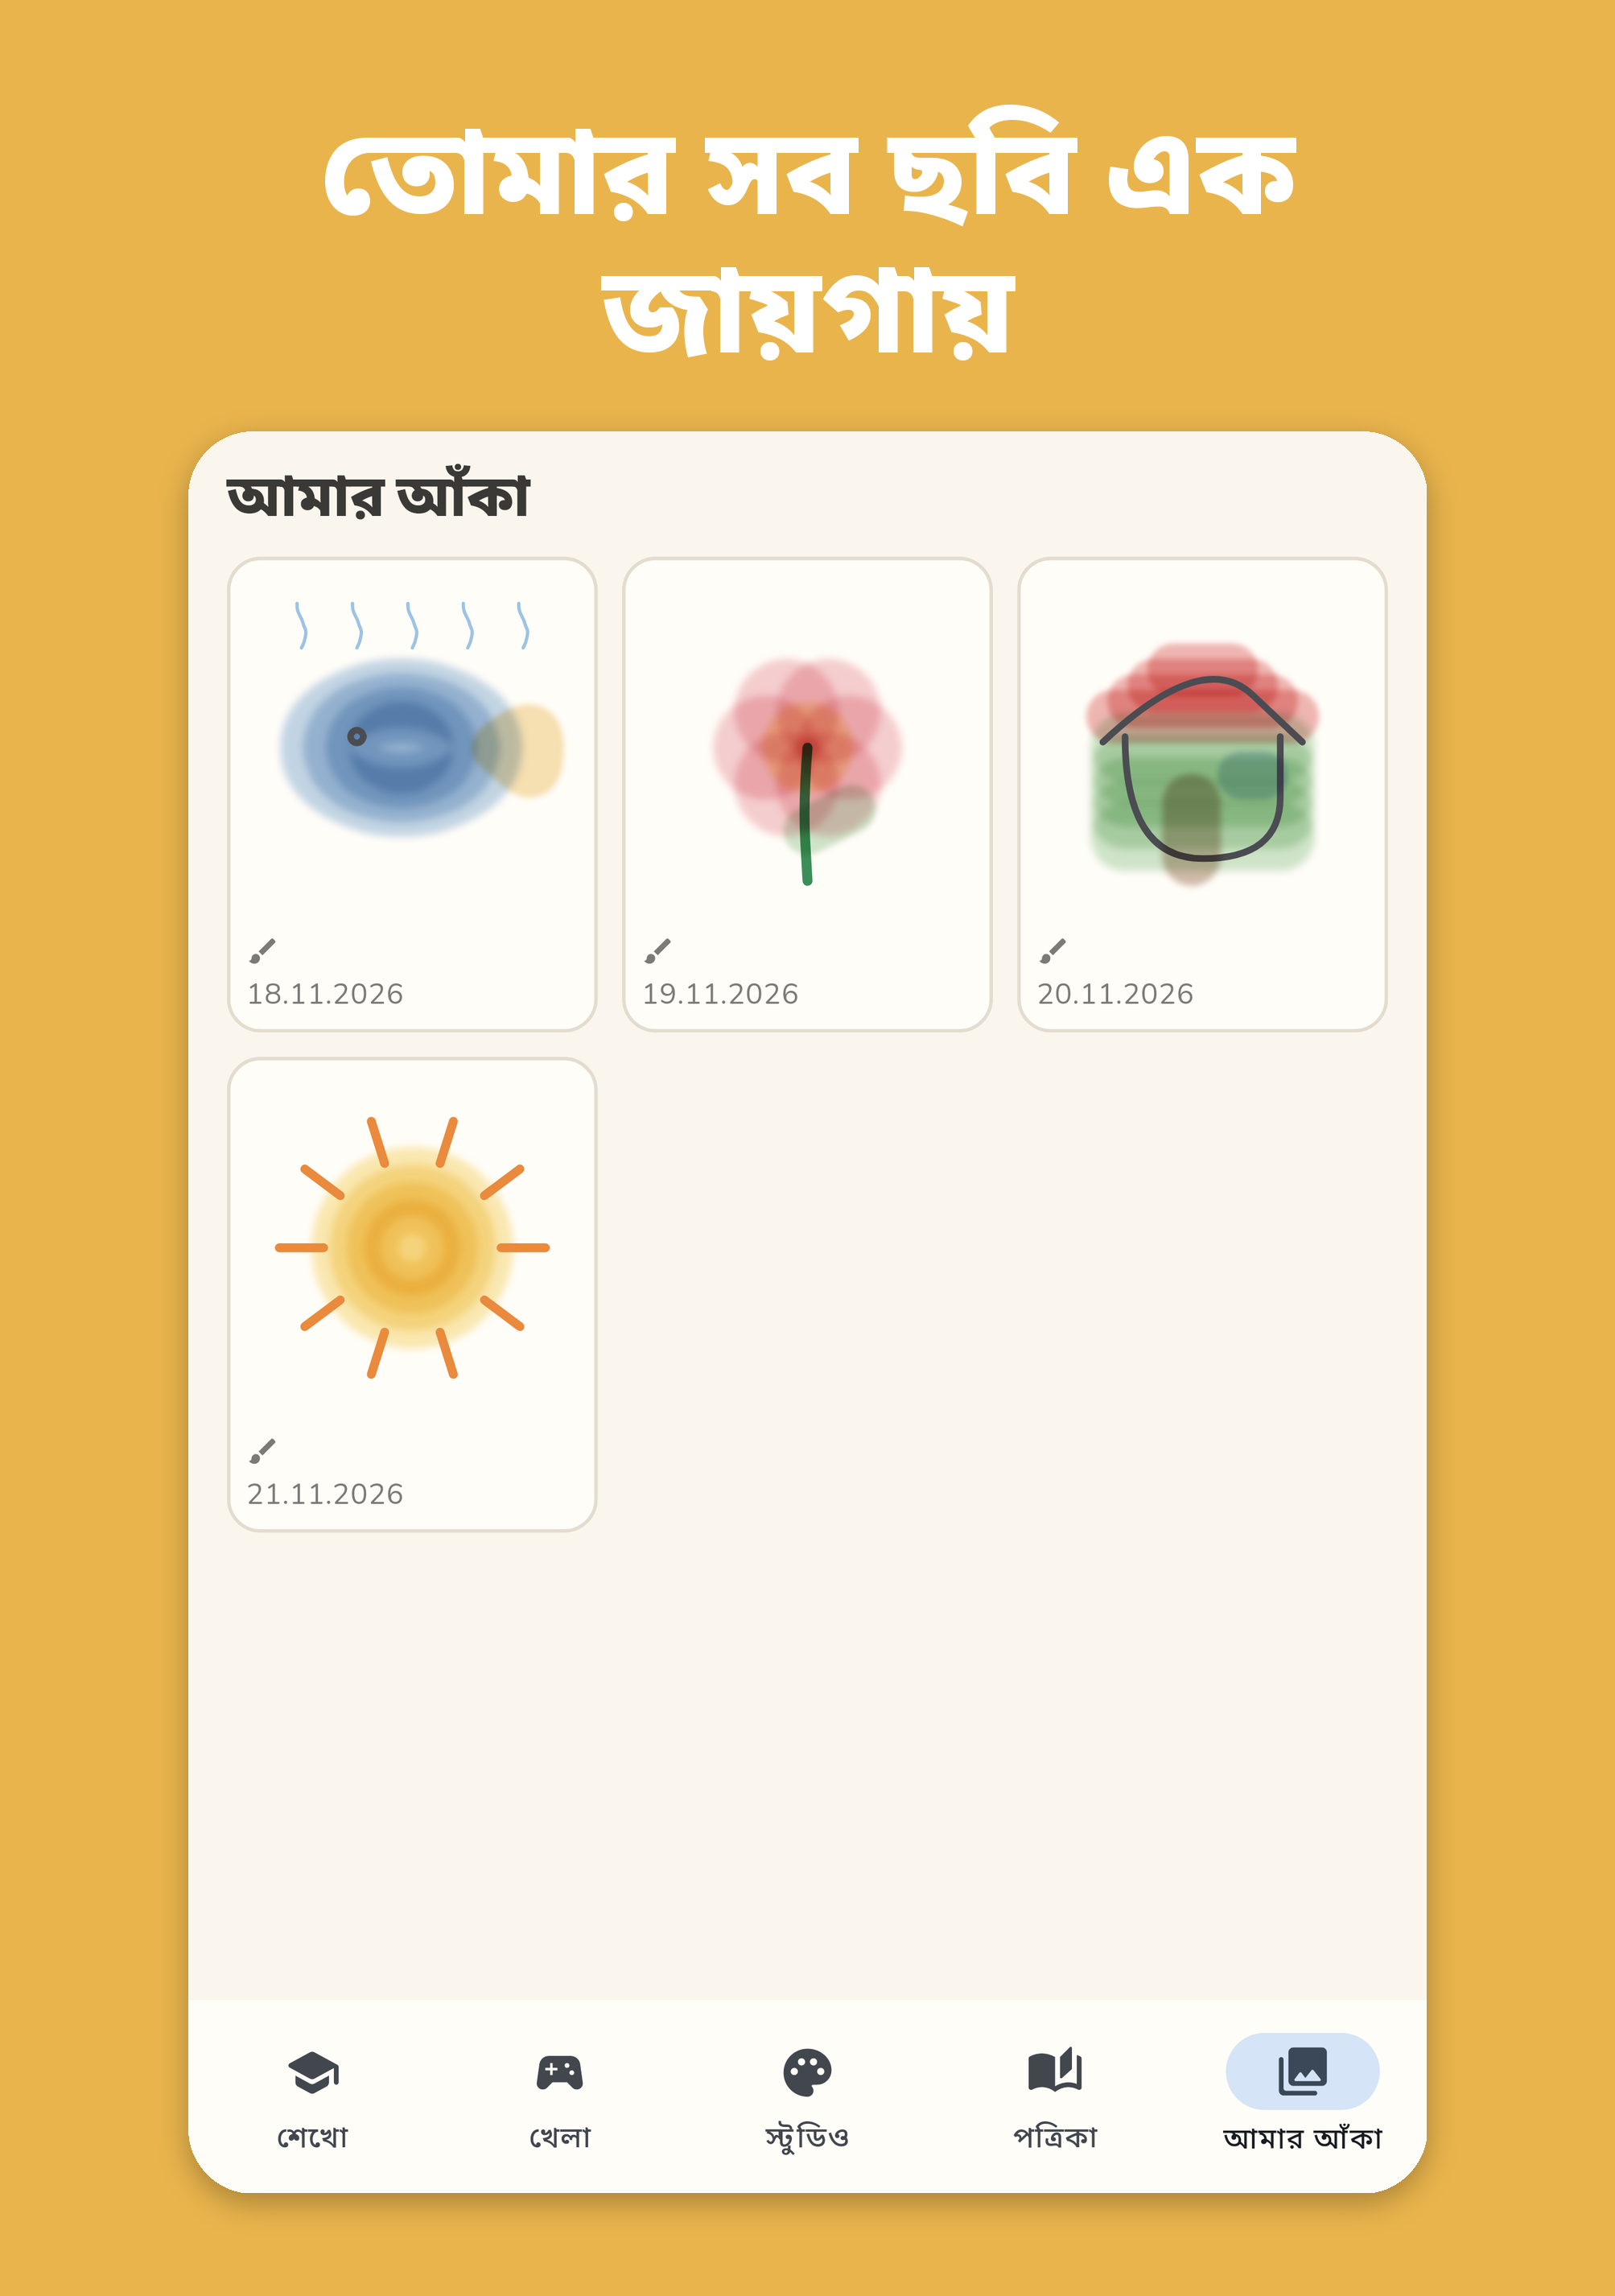 তোমার সব ছবি এক
জায়গায়
আমার আঁকা
18.11.2026
19.11.2026
20.11.2026
21.11.2026
শেখো
খেলা
স্টুডিও
পত্রিকা
আমার আঁকা